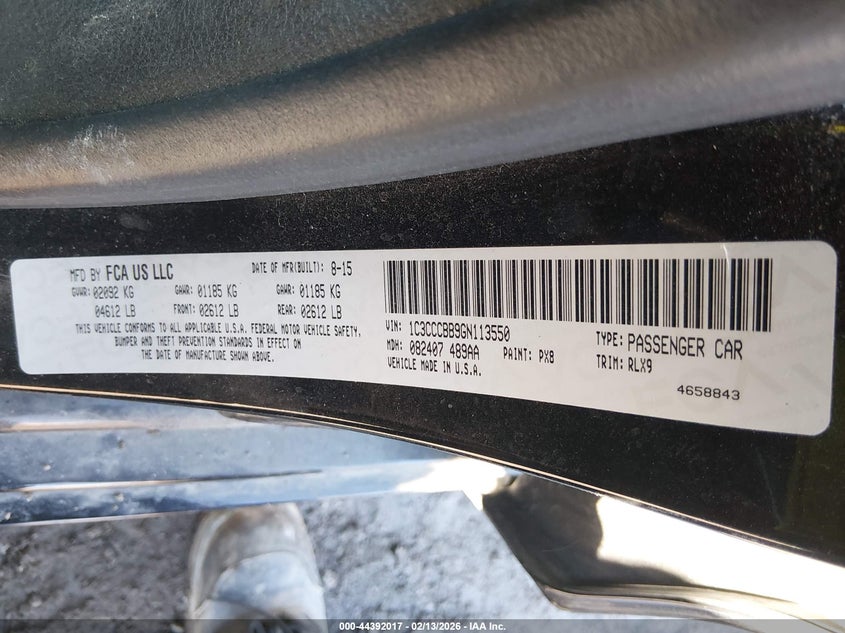 MFD BY FCA US LLC DATE OF MFR(BUILT): 8-15
GVWR: 02092 KG GAWR: 01185 KG GAWR: 01185 KG
04612 LB FRONT: 02612 LB REAR: 02612 LB
THIS VEHICLE CONFORMS TO ALL APPLICABLE U.S.A. FEDERAL MOTOR VEHICLE SAFETY,
BUMPER AND THEFT PREVENTION STANDARDS IN EFFECT ON
THE DATE OF MANUFACTURE SHOWN ABOVE.
VIN: 1C3CCCBB9GN113550 TYPE: PASSENGER CAR
MDH: 082407 489AA PAINT: PX8 TRIM: RLX9
VEHICLE MADE IN U.S.A.
4658843
000-44392017 - 02/13/2026 - IAA Inc.